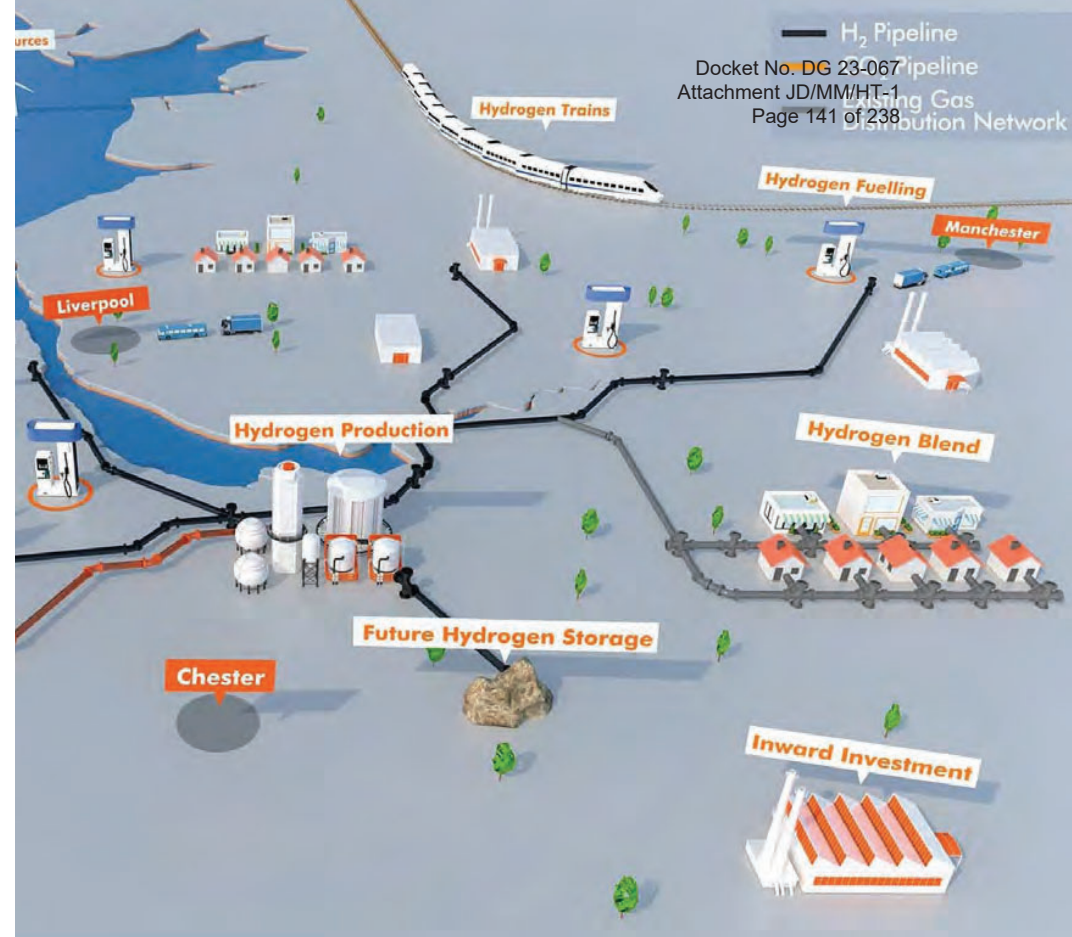 urces
H₂ Pipeline
Docket No. DG 23-067
CO₂ Pipeline
Attachment JD/MM/HT-1
Existing Gas
Page 141 of 238
Distribution Network
Hydrogen Trains
Hydrogen Fuelling
Manchester
Liverpool
Hydrogen Production
Hydrogen Blend
Future Hydrogen Storage
Chester
Inward Investment